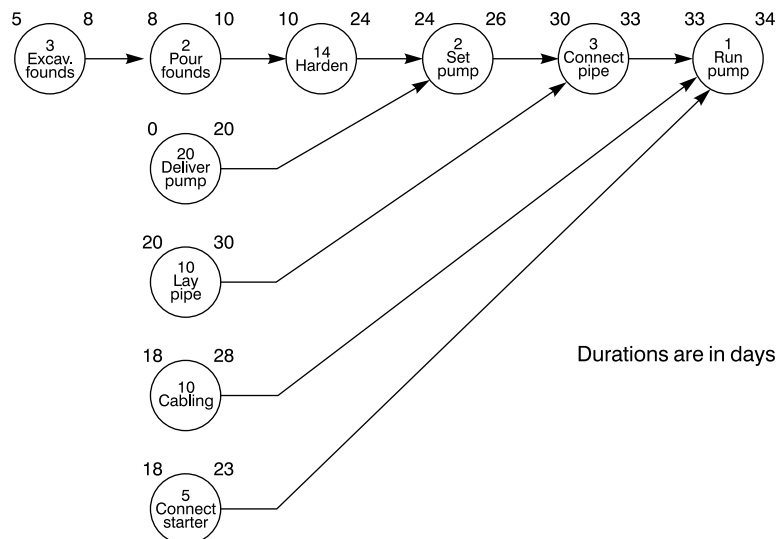 5 8 8 10 10 24 24 26 30 33 33 34
3
Excav.
founds
2
Pour
founds
14
Harden
2
Set
pump
3
Connect
pipe
1
Run
pump
0 20
20
Deliver
pump
20 30
10
Lay
pipe
18 28
10
Cabling
Durations are in days
18 23
5
Connect
starter